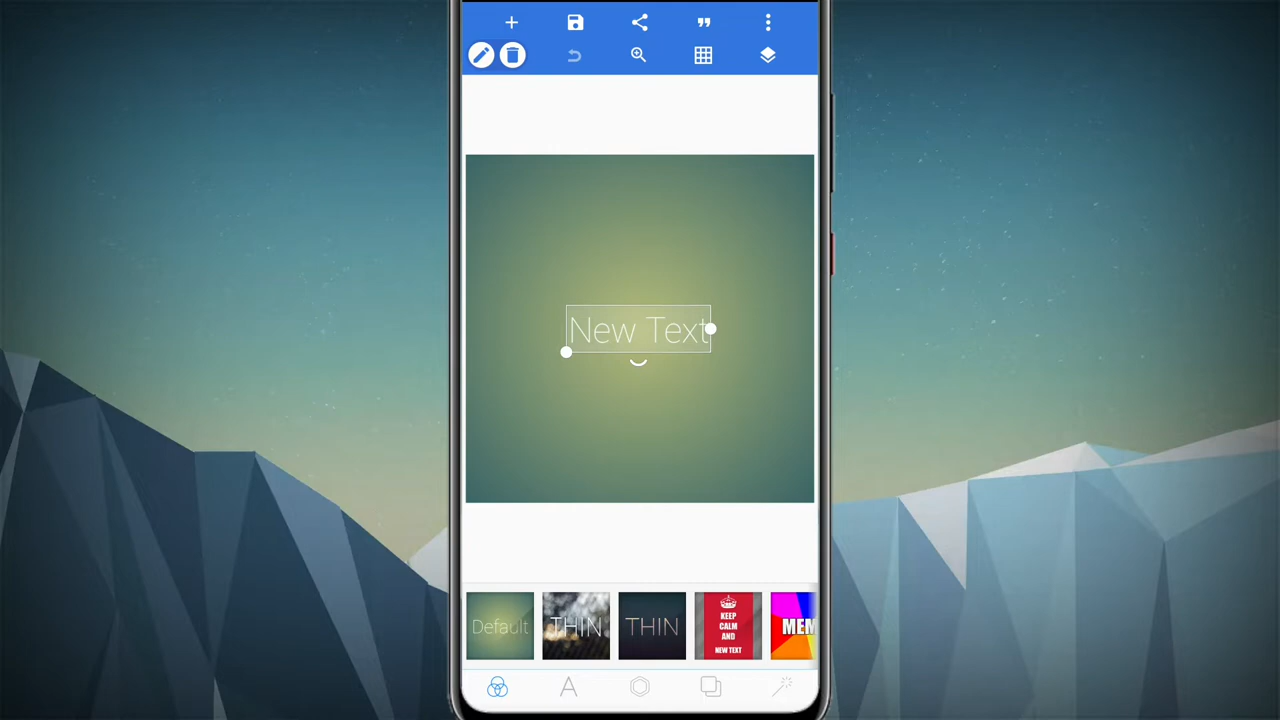 New Text
Default
THIN
THIN
KEEP
CALM
AND
NEW TEXT
MEM